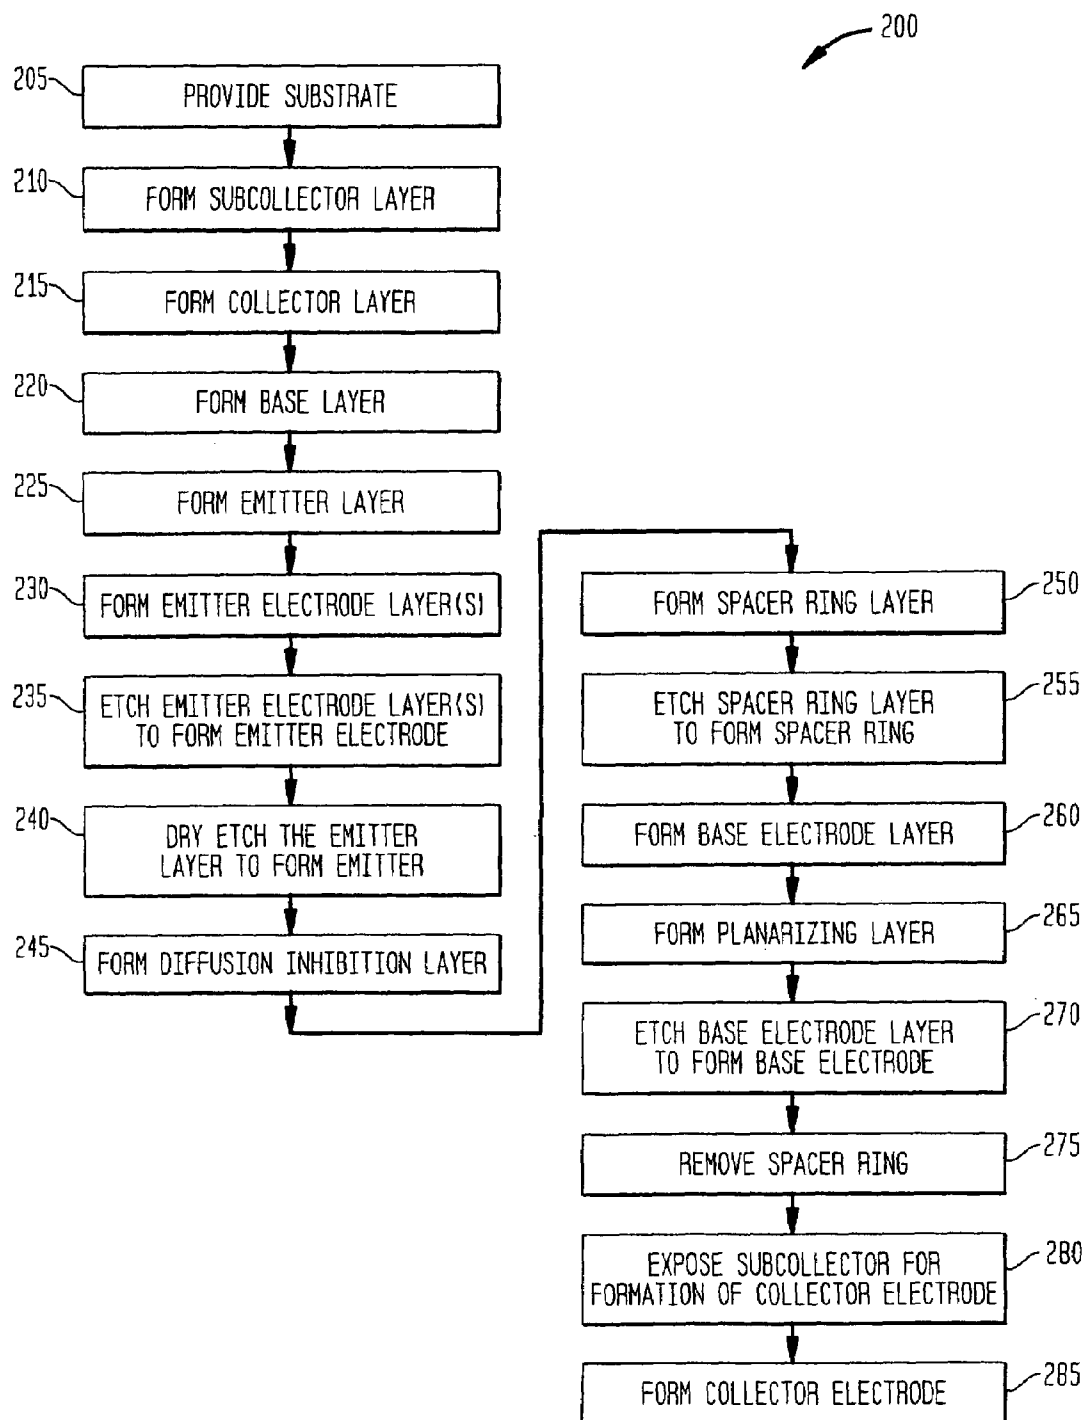 200
205
PROVIDE SUBSTRATE
210
FORM SUBCOLLECTOR LAYER
215
FORM COLLECTOR LAYER
220
FORM BASE LAYER
225
FORM EMITTER LAYER
230
FORM EMITTER ELECTRODE LAYER(S)
235
ETCH EMITTER ELECTRODE LAYER(S)
TO FORM EMITTER ELECTRODE
240
DRY ETCH THE EMITTER
LAYER TO FORM EMITTER
245
FORM DIFFUSION INHIBITION LAYER
250
FORM SPACER RING LAYER
255
ETCH SPACER RING LAYER
TO FORM SPACER RING
260
FORM BASE ELECTRODE LAYER
265
FORM PLANARIZING LAYER
270
ETCH BASE ELECTRODE LAYER
TO FORM BASE ELECTRODE
275
REMOVE SPACER RING
280
EXPOSE SUBCOLLECTOR FOR
FORMATION OF COLLECTOR ELECTRODE
285
FORM COLLECTOR ELECTRODE